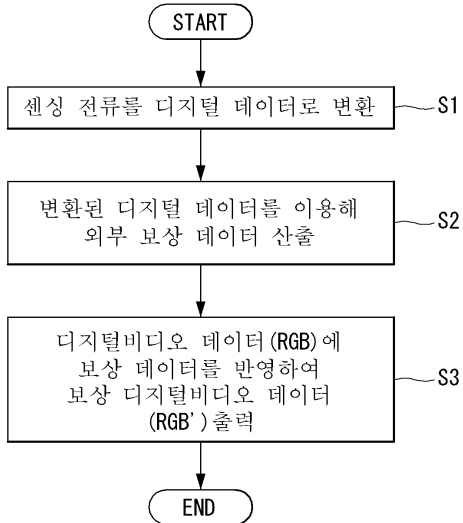 START
센싱 전류를 디지털 데이터로 변환
S1
변환된 디지털 데이터를 이용해
외부 보상 데이터 산출
S2
디지털비디오 데이터(RGB)에
보상 데이터를 반영하여
보상 디지털비디오 데이터
(RGB')출력
S3
END